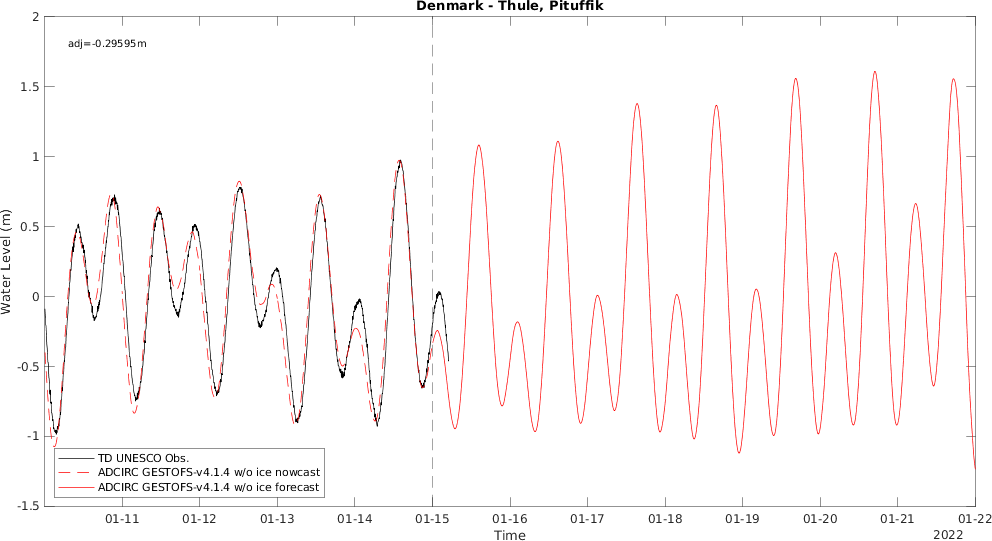 Denmark - Thule, Pituffik
adj=-0.29595m
Water Level (m)
2
1.5
1
0.5
0
-0.5
-1
-1.5
TD UNESCO Obs.
ADCIRC GESTOFS-v4.1.4 w/o ice nowcast
ADCIRC GESTOFS-v4.1.4 w/o ice forecast
01-11 01-12 01-13 01-14 01-15 01-16 01-17 01-18 01-19 01-20 01-21 01-22
Time
2022